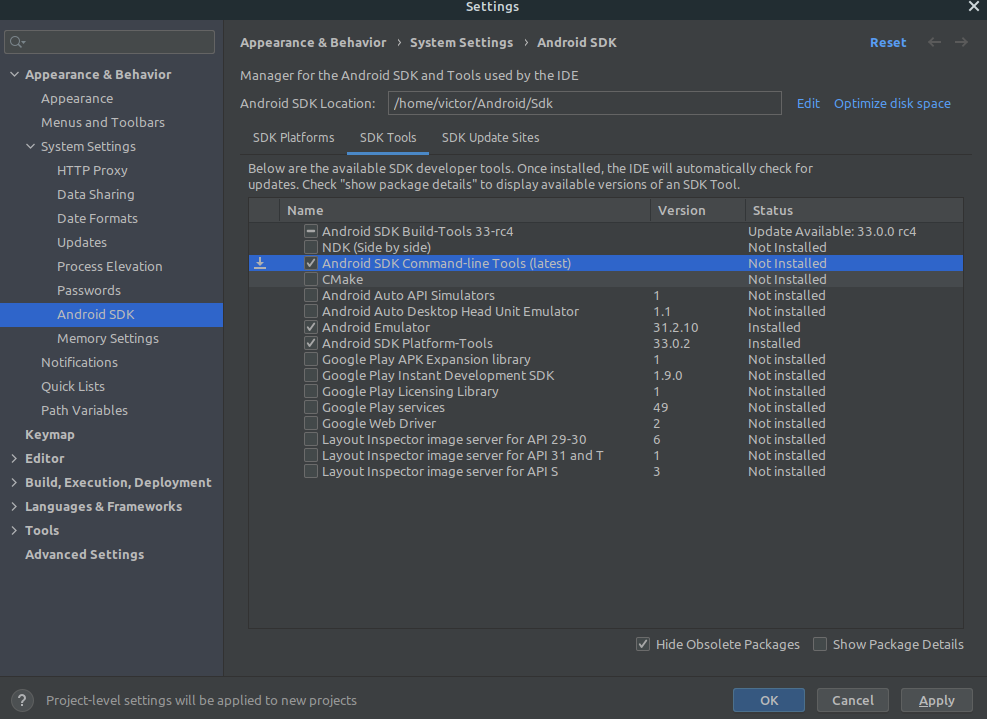 Settings
Appearance & Behavior › System Settings › Android SDK
Reset
Manager for the Android SDK and Tools used by the IDE
Android SDK Location: /home/victor/Android/Sdk Edit Optimize disk space
SDK Platforms SDK Tools SDK Update Sites
Below are the available SDK developer tools. Once installed, the IDE will automatically check for
updates. Check "show package details" to display available versions of an SDK Tool.
Name Version Status
Android SDK Build-Tools 33-rc4 Update Available: 33.0.0 rc4
NDK (Side by side) Not Installed
Android SDK Command-line Tools (latest) Not Installed
CMake Not Installed
Android Auto API Simulators 1 Not installed
Android Auto Desktop Head Unit Emulator 1.1 Not installed
Android Emulator 31.2.10 Installed
Android SDK Platform-Tools 33.0.2 Installed
Google Play APK Expansion library 1 Not installed
Google Play Instant Development SDK 1.9.0 Not installed
Google Play Licensing Library 1 Not installed
Google Play services 49 Not installed
Google Web Driver 2 Not installed
Layout Inspector image server for API 29-30 6 Not installed
Layout Inspector image server for API 31 and T 1 Not installed
Layout Inspector image server for API S 3 Not installed
Hide Obsolete Packages Show Package Details
Appearance & Behavior
Appearance
Menus and Toolbars
System Settings
HTTP Proxy
Data Sharing
Date Formats
Updates
Process Elevation
Passwords
Android SDK
Memory Settings
Notifications
Quick Lists
Path Variables
Keymap
Editor
Build, Execution, Deployment
Languages & Frameworks
Tools
Advanced Settings
? Project-level settings will be applied to new projects
OK Cancel Apply